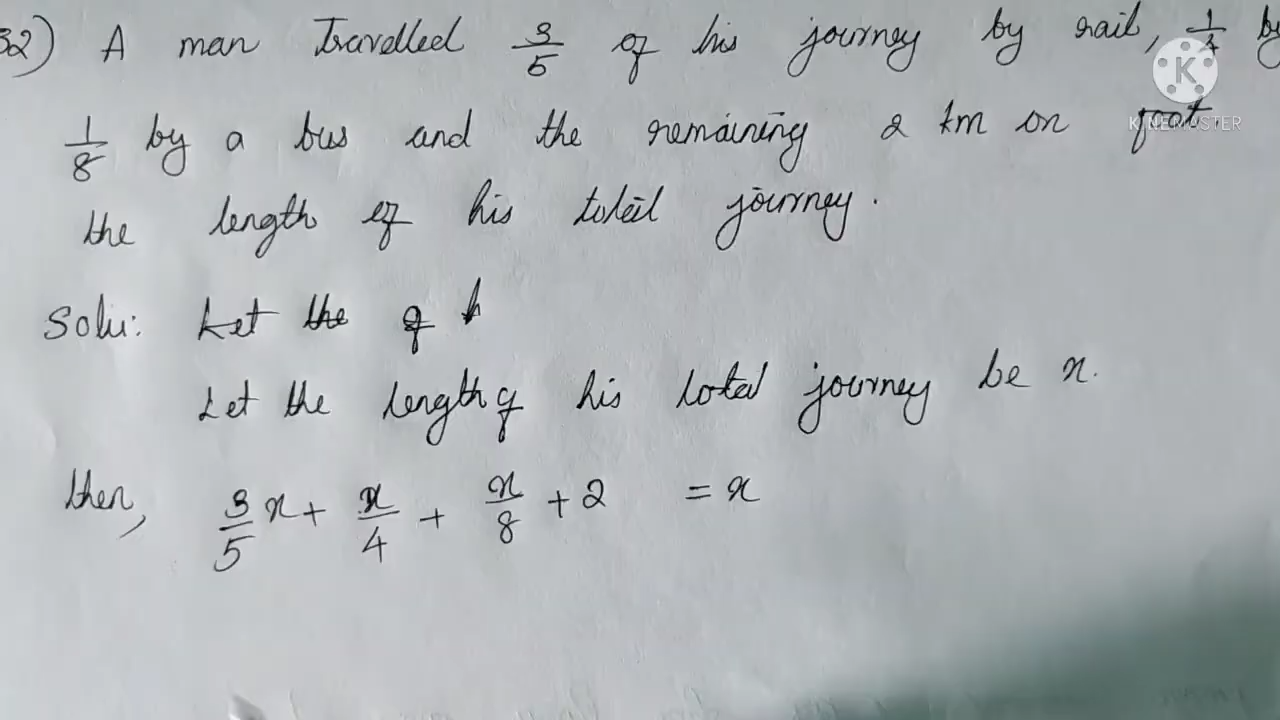 32) A man Travelled 3/5 of his journey by rail, 1/4 by
1/8 by a bus and the remaining 2 km on foot
the length of his total journey.
Solu: Let the of h
Let the length of his total journey be x.
then, 3/5 x + x/4 + x/8 + 2 = x
K
KINEMASTER